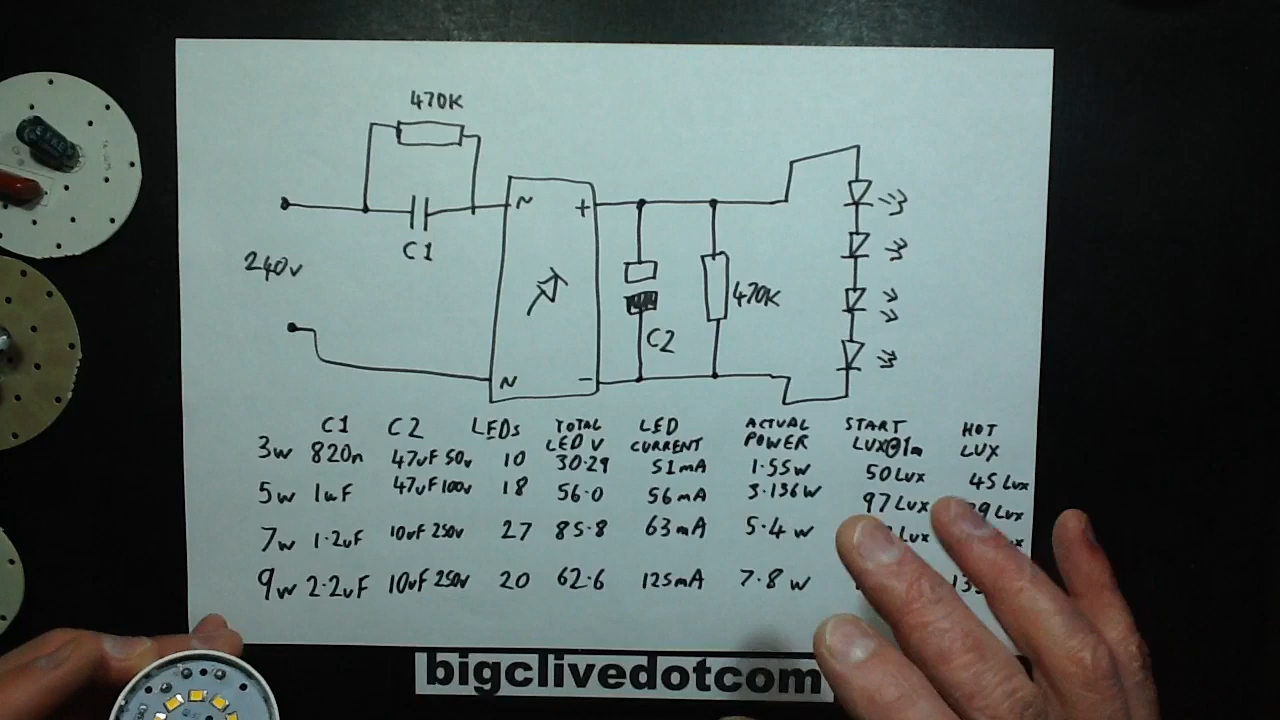 470K
C1
240v
~ +
470K
C2
~ −
C1 C2 LEDs TOTAL LED V LED CURRENT ACTUAL POWER START LUX@1m HOT LUX
3w 820n 47uF 50v 10 30.29 51mA 1.55w 50Lux 45Lux
5w 1uF 47uF 100v 18 56.0 56mA 3.136w 97Lux
7w 1.2uF 10uF 250v 27 85.8 63mA 5.4w Lux
9w 2.2uF 10uF 250v 20 62.6 125mA 7.8w
bigclivedotcom